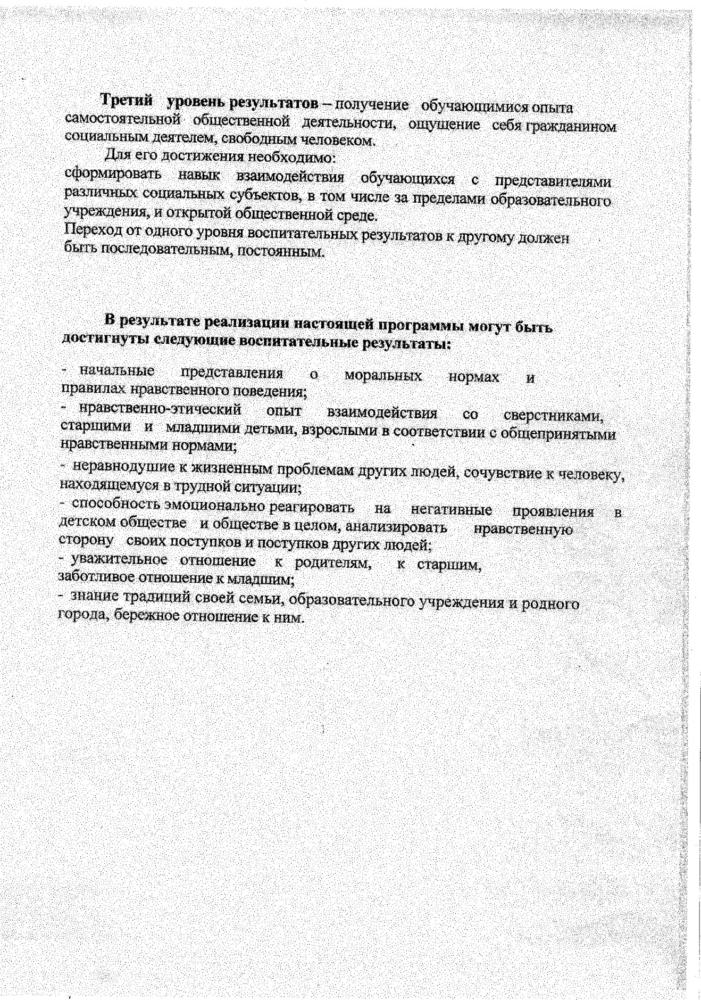 Третий уровень результатов – получение обучающимися опыта
самостоятельной общественной деятельности, ощущение себя гражданином
социальным деятелем, свободным человеком.
Для его достижения необходимо:
сформировать навык взаимодействия обучающихся с представителями
различных социальных субъектов, в том числе за пределами образовательного
учреждения, и открытой общественной среде.
Переход от одного уровня воспитательных результатов к другому должен
быть последовательным, постоянным.
В результате реализации настоящей программы могут быть
достигнуты следующие воспитательные результаты:
- начальные представления о моральных нормах и
правилах нравственного поведения;
- нравственно-этический опыт взаимодействия со сверстниками,
старшими и младшими детьми, взрослыми в соответствии с общепринятыми
нравственными нормами;
- неравнодушие к жизненным проблемам других людей, сочувствие к человеку,
находящемуся в трудной ситуации;
- способность эмоционально реагировать на негативные проявления в
детском обществе и обществе в целом, анализировать нравственную
сторону своих поступков и поступков других людей;
- уважительное отношение к родителям, к старшим,
заботливое отношение к младшим;
- знание традиций своей семьи, образовательного учреждения и родного
города, бережное отношение к ним.